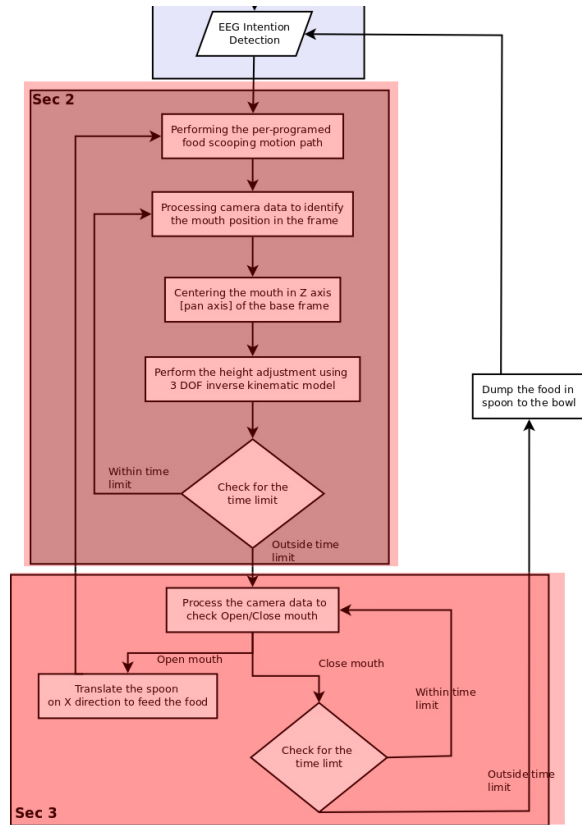 EEG Intention
Detection
Sec 2
Performing the per-programed
food scooping motion path
Processing camera data to identify
the mouth position in the frame
Centering the mouth in Z axis
[pan axis] of the base frame
Perform the height adjustment using
3 DOF inverse kinematic model
Dump the food in
spoon to the bowl
Within time
limit
Check for the
time limit
Outside time
limit
Process the camera data to
check Open/Close mouth
Open mouth
Close mouth
Translate the spoon
on X direction to feed the food
Within time
limit
Check for the
time limt
Outside time
limit
Sec 3